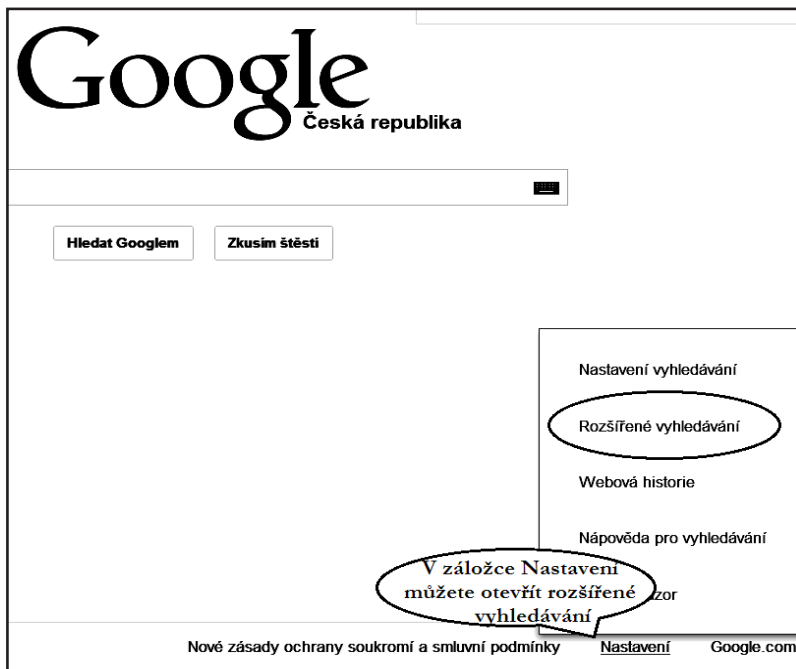 Google
Česká republika
Hledat Googlem
Zkusím štěstí
Nastavení vyhledávání
Rozšířené vyhledávání
Webová historie
Nápověda pro vyhledávání
V záložce Nastavení
můžete otevřít rozšířené
vyhledávání
Nové zásady ochrany soukromí a smluvní podmínky Nastavení Google.com